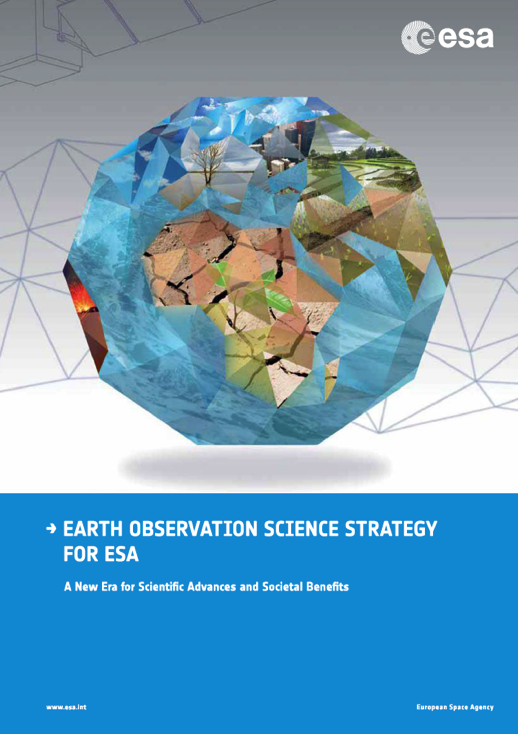 esa
→ EARTH OBSERVATION SCIENCE STRATEGY
FOR ESA
A New Era for Scientific Advances and Societal Benefits
www.esa.int
European Space Agency